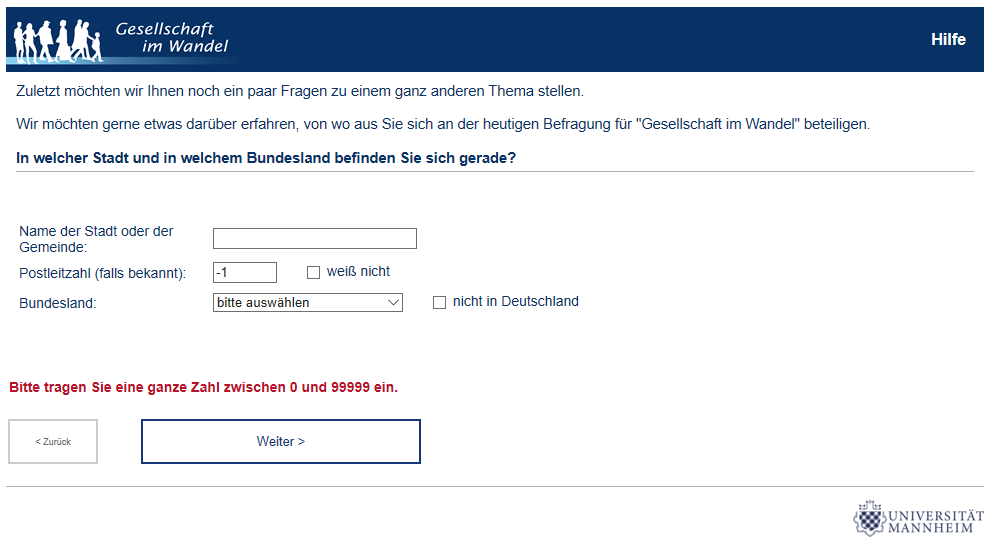 Gesellschaft
im Wandel
Hilfe
Zuletzt möchten wir Ihnen noch ein paar Fragen zu einem ganz anderen Thema stellen.
Wir möchten gerne etwas darüber erfahren, von wo aus Sie sich an der heutigen Befragung für "Gesellschaft im Wandel" beteiligen.
In welcher Stadt und in welchem Bundesland befinden Sie sich gerade?
Name der Stadt oder der
Gemeinde:
Postleitzahl (falls bekannt): -1 weiß nicht
Bundesland: bitte auswählen nicht in Deutschland
Bitte tragen Sie eine ganze Zahl zwischen 0 und 99999 ein.
< Zurück Weiter >
UNIVERSITÄT
MANNHEIM